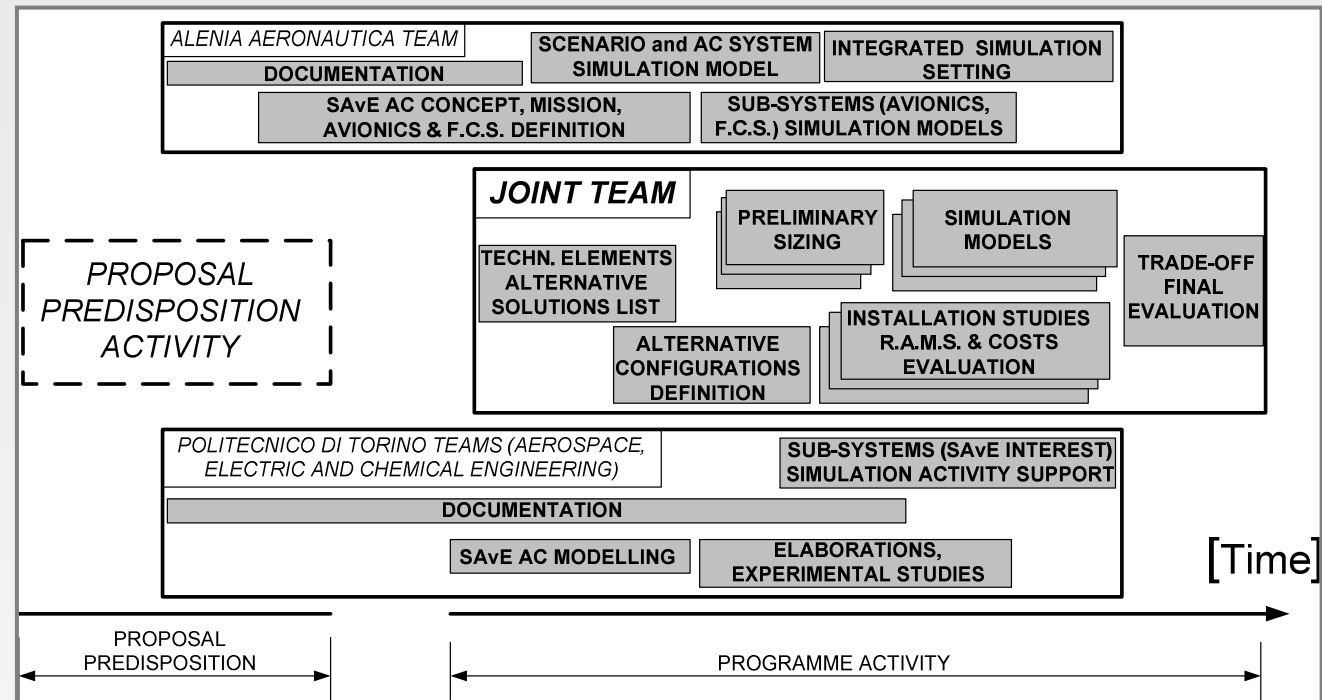 ALENIA AERONAUTICA TEAM
DOCUMENTATION
SCENARIO and AC SYSTEM
SIMULATION MODEL
INTEGRATED SIMULATION
SETTING
SAvE AC CONCEPT, MISSION,
AVIONICS & F.C.S. DEFINITION
SUB-SYSTEMS (AVIONICS,
F.C.S.) SIMULATION MODELS
JOINT TEAM
PRELIMINARY
SIZING
SIMULATION
MODELS
TECHN. ELEMENTS
ALTERNATIVE
SOLUTIONS LIST
TRADE-OFF
FINAL
EVALUATION
PROPOSAL
PREDISPOSITION
ACTIVITY
ALTERNATIVE
CONFIGURATIONS
DEFINITION
INSTALLATION STUDIES
R.A.M.S. & COSTS
EVALUATION
POLITECNICO DI TORINO TEAMS (AEROSPACE,
ELECTRIC AND CHEMICAL ENGINEERING)
SUB-SYSTEMS (SAvE INTEREST)
SIMULATION ACTIVITY SUPPORT
DOCUMENTATION
SAvE AC MODELLING
ELABORATIONS,
EXPERIMENTAL STUDIES
[Time]
PROPOSAL
PREDISPOSITION
PROGRAMME ACTIVITY